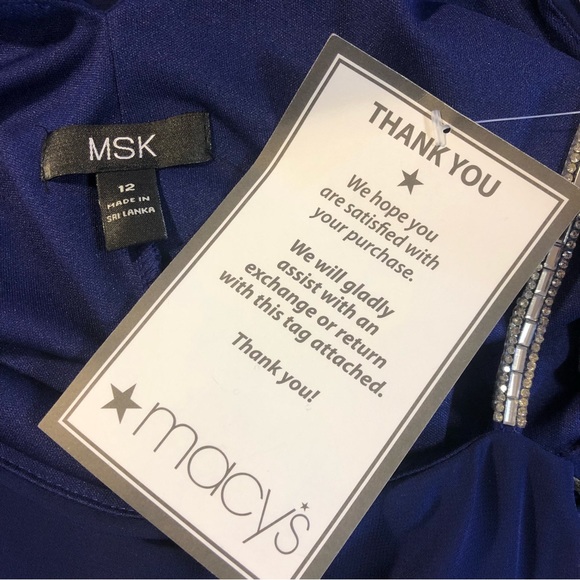 MSK
12
MADE IN
SRI LANKA
THANK YOU
We hope you
are satisfied with
your purchase.
We will gladly
assist with an
exchange or return
with this tag attached.
Thank you!
macy's